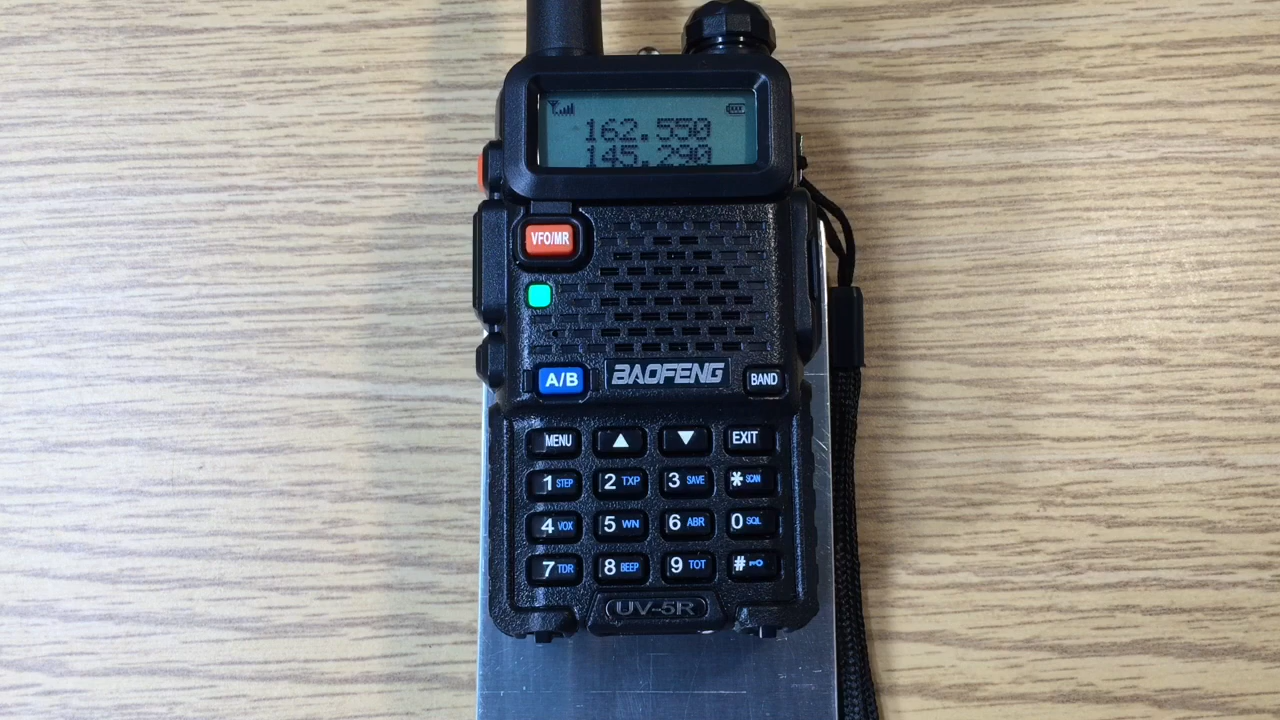 162.550
145.290
VFO/MR
A/B BAOFENG BAND
MENU ▲ ▼ EXIT
1 STEP 2 TXP 3 SAVE * SCAN
4 VOX 5 WN 6 ABR 0 SQL
7 TDR 8 BEEP 9 TOT #
UV-5R